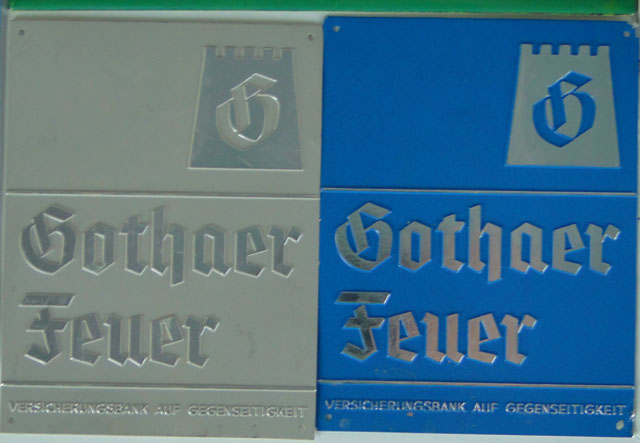 G
Gothaer
Feuer
VERSICHERUNGSBANK AUF GEGENSEITIGKEIT
G
Gothaer
Feuer
VERSICHERUNGSBANK AUF GEGENSEITIGKEIT